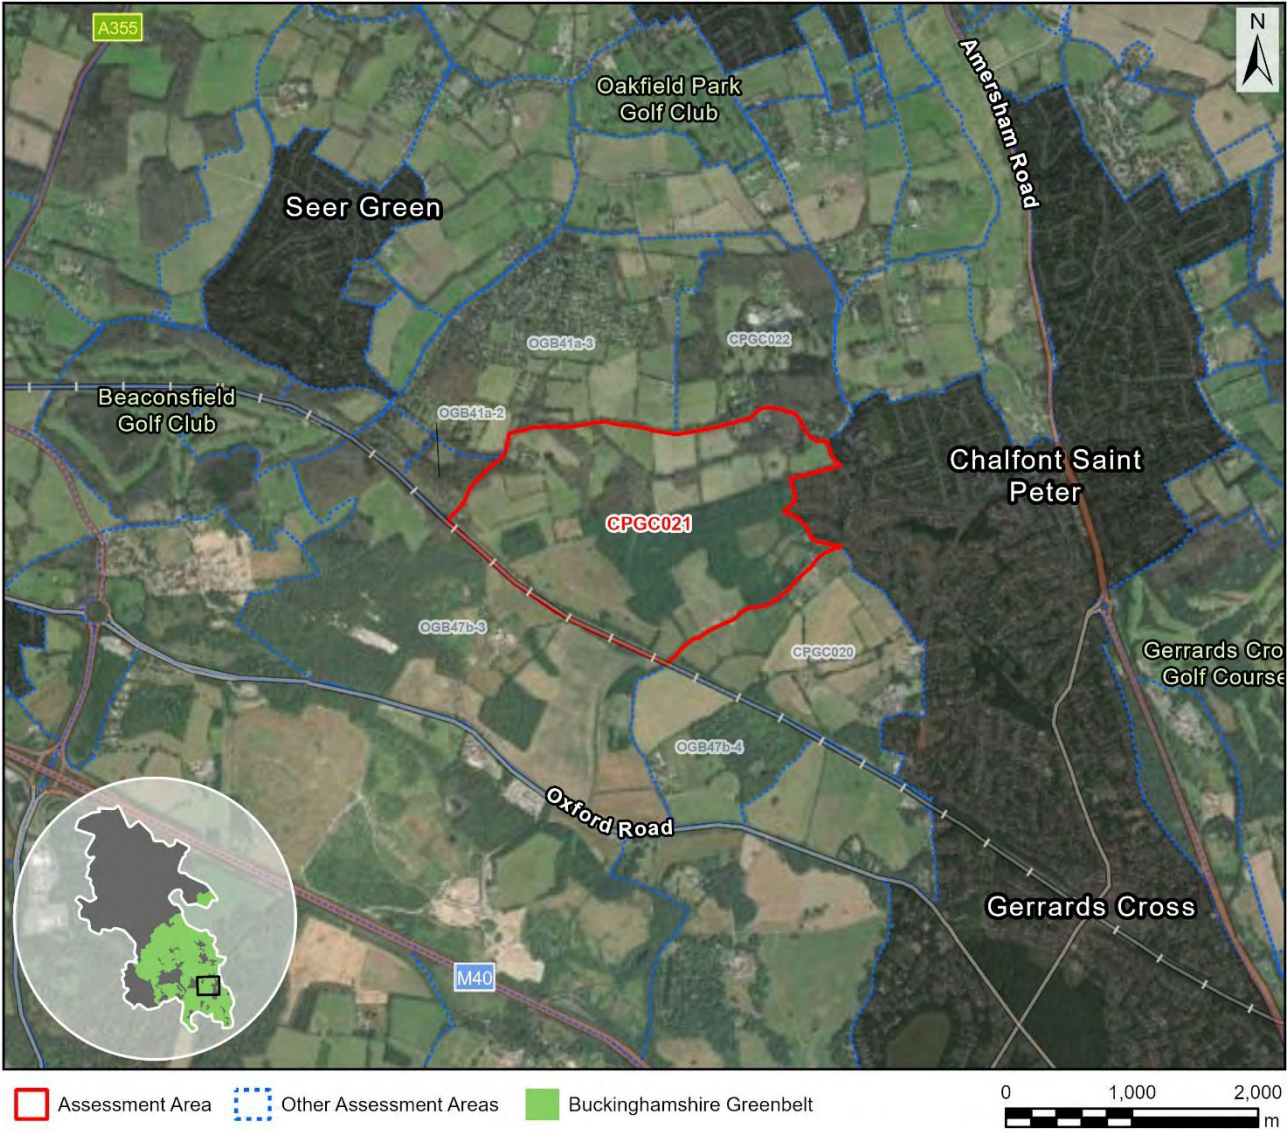 A355
N
Oakfield Park
Golf Club
Amersham Road
Seer Green
OGB41a-3
CPGC022
Beaconsfield
Golf Club
OGB41a-2
Chalfont Saint
Peter
CPGC021
OGB47b-3
CPGC020
Gerrards Cro
Golf Course
OGB47b-4
Oxford Road
Gerrards Cross
M40
Assessment Area
Other Assessment Areas
Buckinghamshire Greenbelt
0 1,000 2,000
m